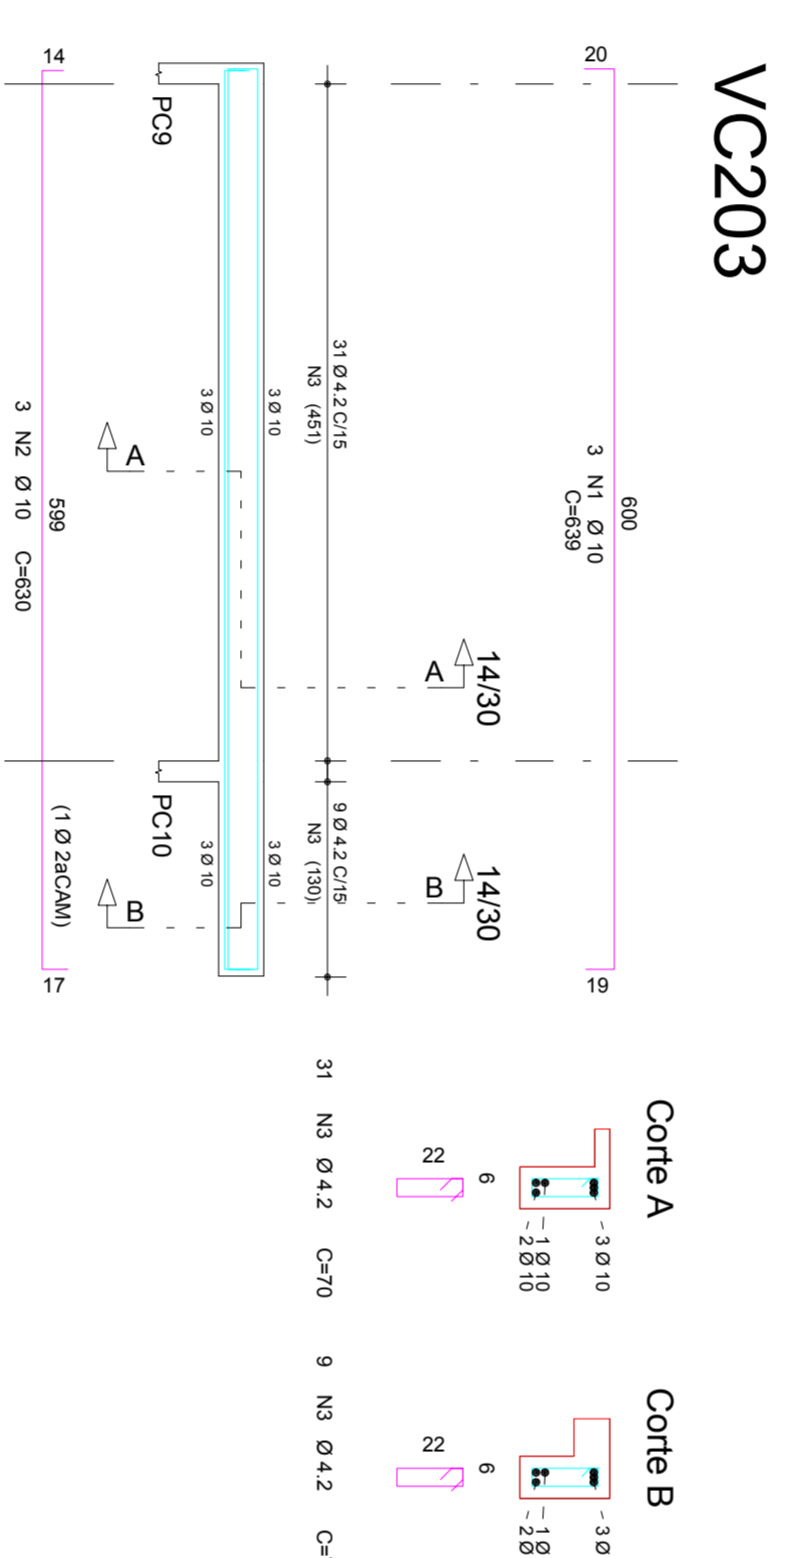 VC203
20
600
19
3 N1 Ø 10
C=639
A
14/30
B
14/30
31 Ø 4.2 C/15
N3 (451)
9 Ø 4.2 C/15
N3 (130)
3 Ø 10
3 Ø 10
3 Ø 10
3 Ø 10
PC9
PC10
A
B
14
599
(1 Ø 2aCAM)
17
3 N2 Ø 10 C=630
Corte A
3 Ø 10
1 Ø 10
2 Ø 10
6
22
31 N3 Ø 4.2 C=70
Corte B
3 Ø
1 Ø
2 Ø
6
22
9 N3 Ø 4.2 C=